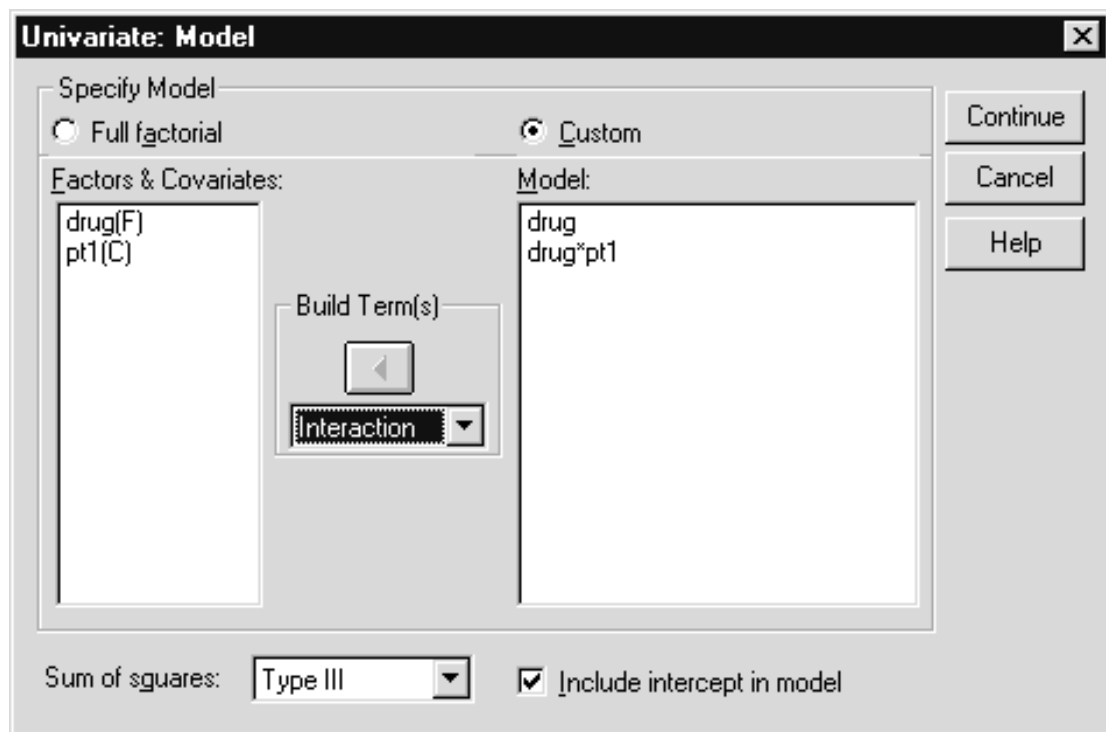 Univariate: Model
Specify Model
Full factorial
Custom
Continue
Cancel
Help
Factors & Covariates:
drug(F)
pt1(C)
Build Term(s)
Interaction
Model:
drug
drug*pt1
Sum of sguares:
Type III
Include intercept in model